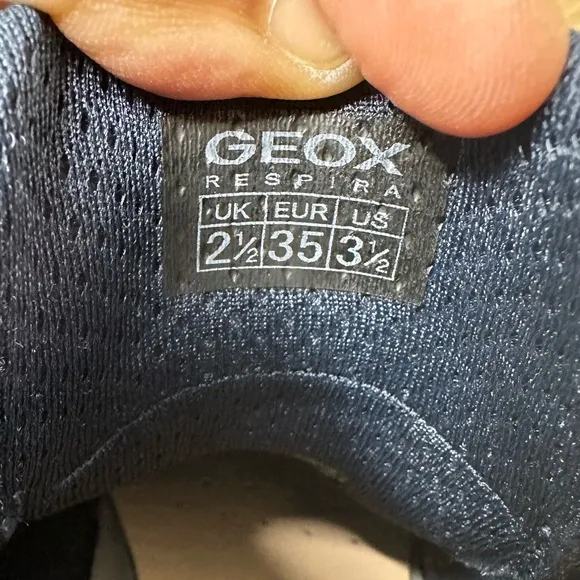 GEOX
RESPIRA
UK EUR US
2½ 35 3½